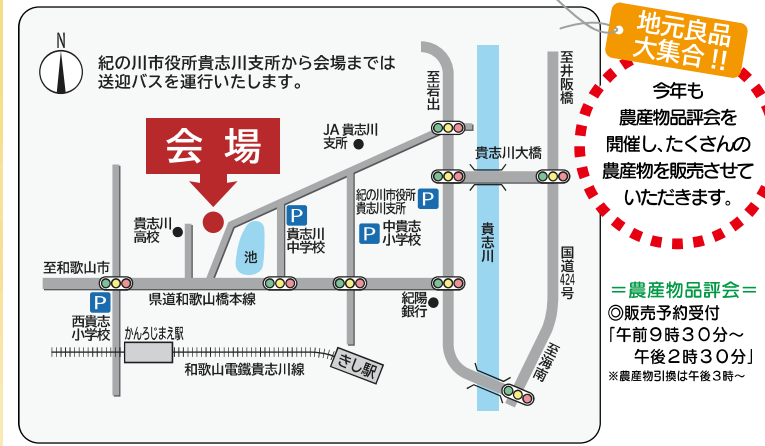 N
紀の川市役所貴志川支所から会場までは
送迎バスを運行いたします。
会 場
JA 貴志川
支所
至岩出
至井阪橋
貴志川大橋
紀の川市役所
貴志川支所
P
P
貴志川
中学校
P
中貴志
小学校
貴志川
高校
池
貴志川
国道424号
至和歌山市
県道和歌山橋本線
紀陽
銀行
P
西貴志
小学校
かんろじまえ駅
和歌山電鐵貴志川線
きし駅
至海南
地元良品
大集合!!
今年も
農産物品評会を
開催し、たくさんの
農産物を販売させて
いただきます。
=農産物品評会=
◎販売予約受付
「午前9時30分~
午後2時30分」
※農産物引換は午後3時~